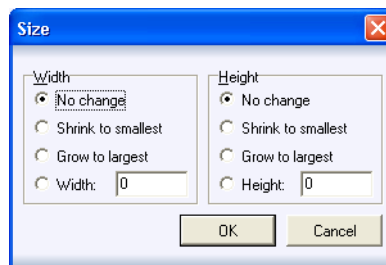 Size
Width
No change
Shrink to smallest
Grow to largest
Width: 0
Height
No change
Shrink to smallest
Grow to largest
Height: 0
OK Cancel